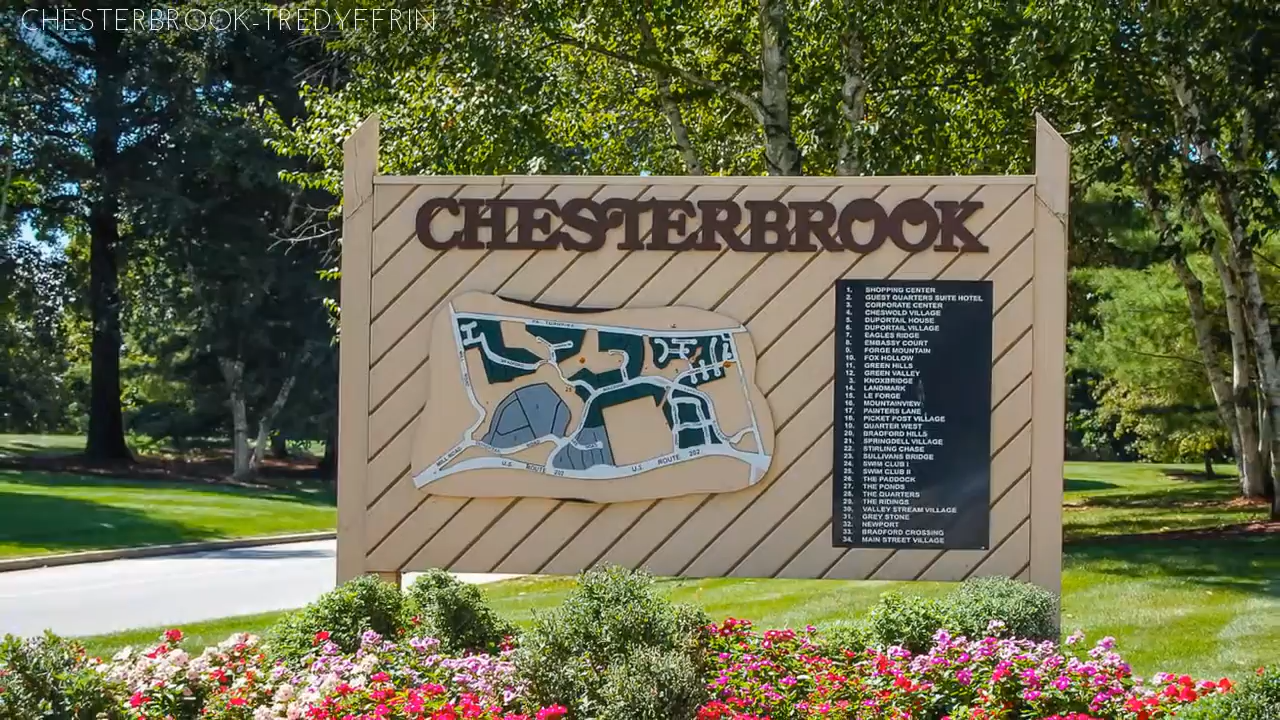 CHESTERBROOK-TREDYFFRIN
CHESTERBROOK
1. SHOPPING CENTER
2. GUEST QUARTERS SUITE HOTEL
3. CORPORATE CENTER
4. CHESWOLD VILLAGE
5. DUPORTAIL HOUSE
6. DUPORTAIL VILLAGE
7. EAGLES RIDGE
8. EMBASSY COURT
9. FORGE MOUNTAIN
10. FOX HOLLOW
11. GREEN HILLS
12. GREEN VALLEY
3. KNOXBRIDGE
14. LANDMARK
15. LE FORGE
16. MOUNTAINVIEW
17. PAINTERS LANE
18. PICKET POST VILLAGE
19. QUARTER WEST
20. BRADFORD HILLS
21. SPRINGDELL VILLAGE
22. STIRLING CHASE
23. SULLIVANS BRIDGE
24. SWIM CLUB I
25. SWIM CLUB II
26. THE PADDOCK
27. THE PONDS
28. THE QUARTERS
29. THE RIDINGS
30. VALLEY STREAM VILLAGE
31. GREY STONE
32. NEWPORT
33. BRADFORD CROSSING
34. MAIN STREET VILLAGE
PA. TURNPIKE
MILL ROAD
U.S. ROUTE 202
U.S. ROUTE 202